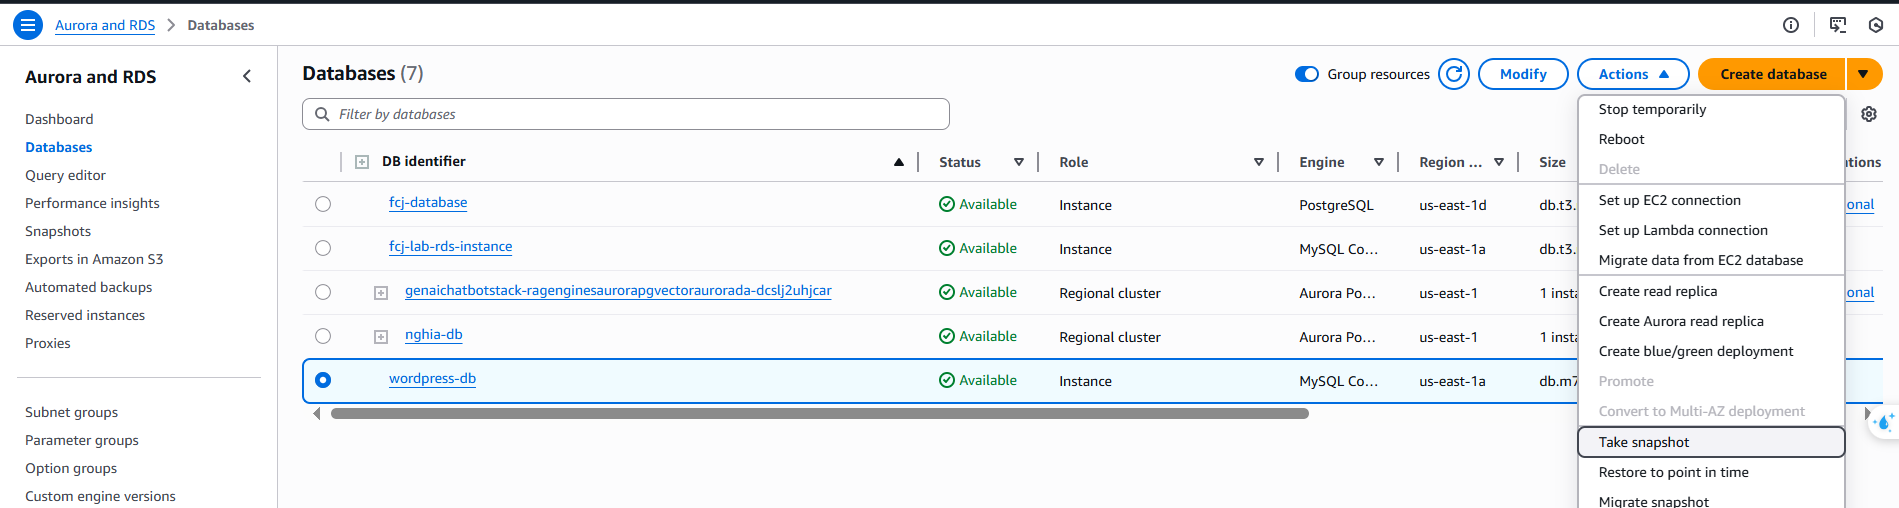 Aurora and RDS > Databases
Aurora and RDS
Dashboard
Databases
Query editor
Performance insights
Snapshots
Exports in Amazon S3
Automated backups
Reserved instances
Proxies
Subnet groups
Parameter groups
Option groups
Custom engine versions
Databases (7)
Group resources
Modify
Actions
Create database
Filter by databases
DB identifier Status Role Engine Region ... Size
fcj-database Available Instance PostgreSQL us-east-1d db.t3.
fcj-lab-rds-instance Available Instance MySQL Co... us-east-1a db.t3.
genaichatbotstack-ragenginesaurorapgvectoraurorada-dcslj2uhjcar Available Regional cluster Aurora Po... us-east-1 1 inst
nghia-db Available Regional cluster Aurora Po... us-east-1 1 inst
wordpress-db Available Instance MySQL Co... us-east-1a db.m7
Stop temporarily
Reboot
Delete
Set up EC2 connection
Set up Lambda connection
Migrate data from EC2 database
Create read replica
Create Aurora read replica
Create blue/green deployment
Promote
Convert to Multi-AZ deployment
Take snapshot
Restore to point in time
Migrate snapshot